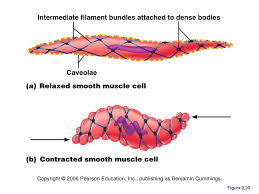 Intermediate filament bundles attached to dense bodies
Caveolae
(a) Relaxed smooth muscle cell
(b) Contracted smooth muscle cell
Copyright © 2006 Pearson Education, Inc., publishing as Benjamin Cummings.
Figure 9.26